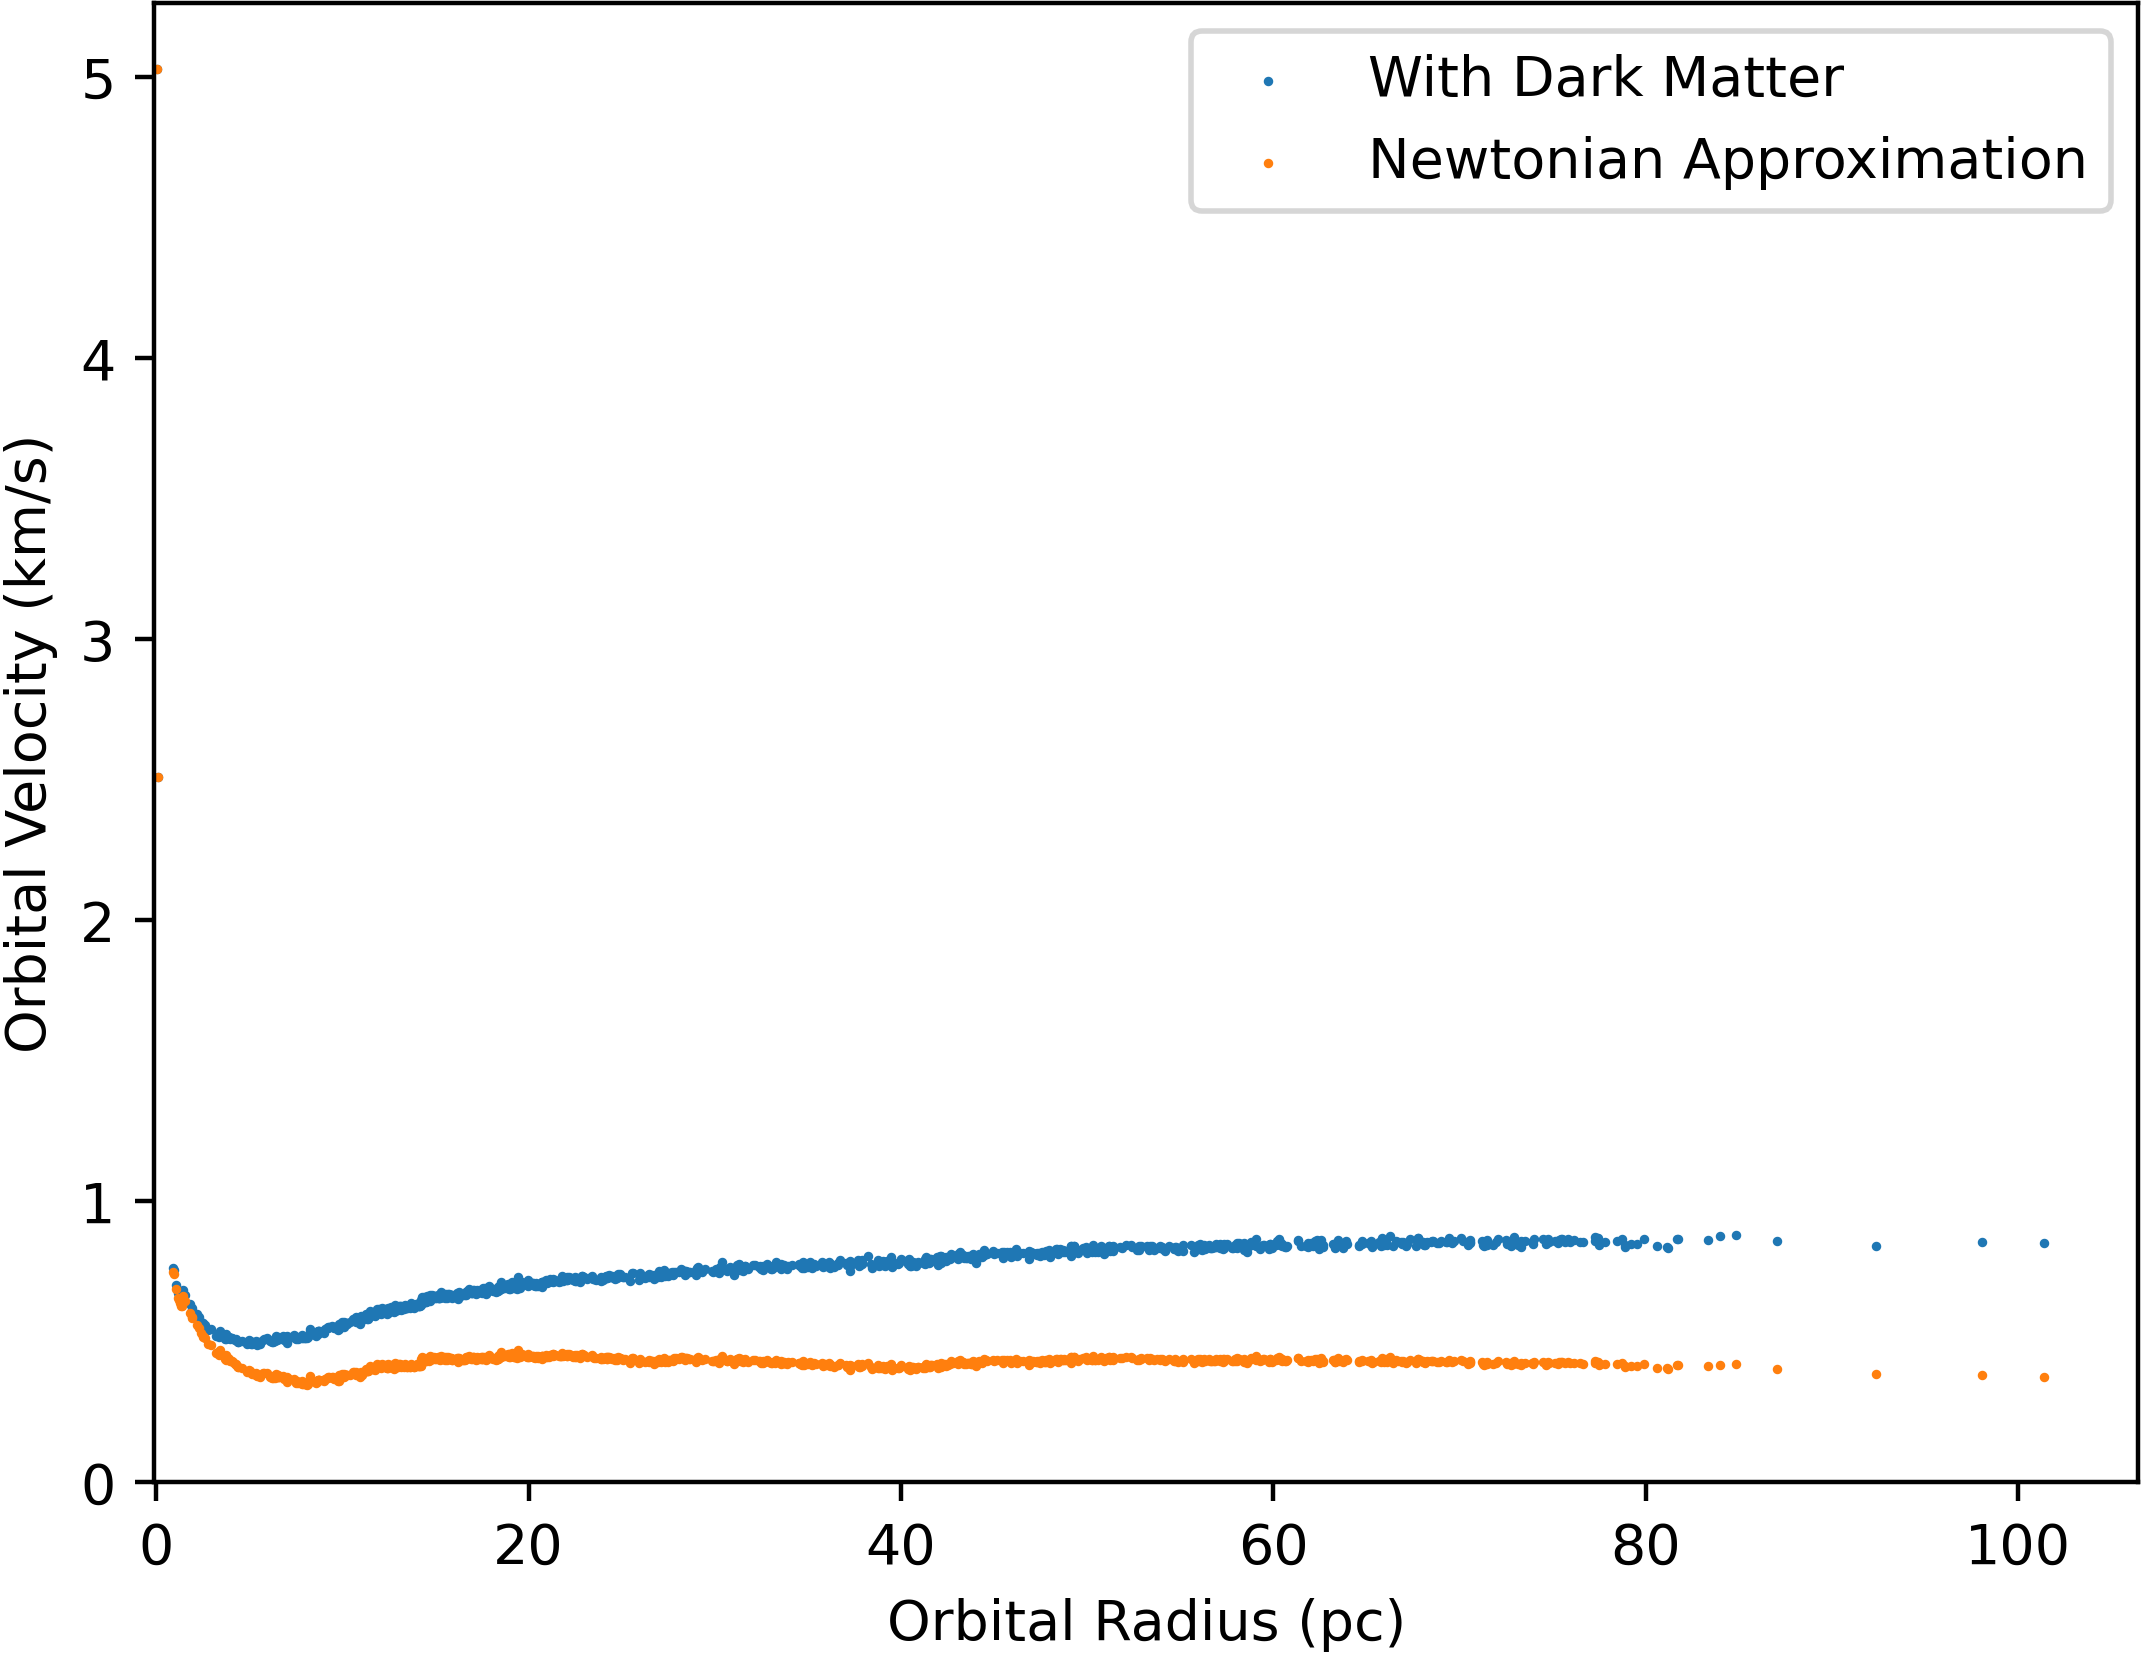 With Dark Matter
Newtonian Approximation
Orbital Velocity (km/s)
5
4
3
2
1
0
0 20 40 60 80 100
Orbital Radius (pc)